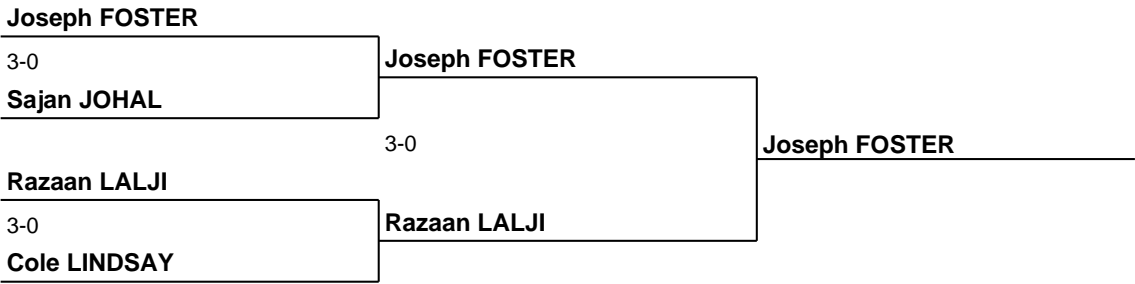 Joseph FOSTER
3-0
Joseph FOSTER
Sajan JOHAL
3-0
Joseph FOSTER
Razaan LALJI
3-0
Razaan LALJI
Cole LINDSAY